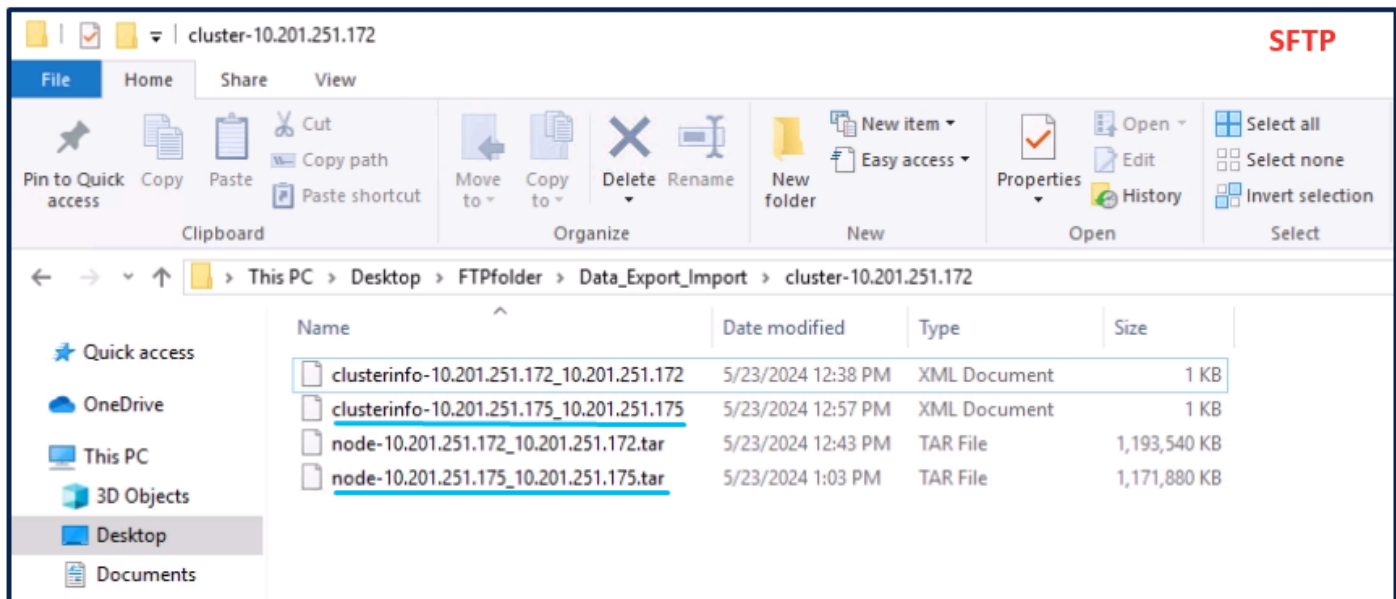 cluster-10.201.251.172
SFTP
File Home Share View
Pin to Quick access
Copy
Paste
Cut
Copy path
Paste shortcut
Move to
Copy to
Delete
Rename
New folder
New item
Easy access
Properties
Open
Edit
History
Select all
Select none
Invert selection
Clipboard Organize New Open Select
This PC > Desktop > FTPfolder > Data_Export_Import > cluster-10.201.251.172
Name Date modified Type Size
Quick access
OneDrive
This PC
3D Objects
Desktop
Documents
clusterinfo-10.201.251.172_10.201.251.172 5/23/2024 12:38 PM XML Document 1 KB
clusterinfo-10.201.251.175_10.201.251.175 5/23/2024 12:57 PM XML Document 1 KB
node-10.201.251.172_10.201.251.172.tar 5/23/2024 12:43 PM TAR File 1,193,540 KB
node-10.201.251.175_10.201.251.175.tar 5/23/2024 1:03 PM TAR File 1,171,880 KB